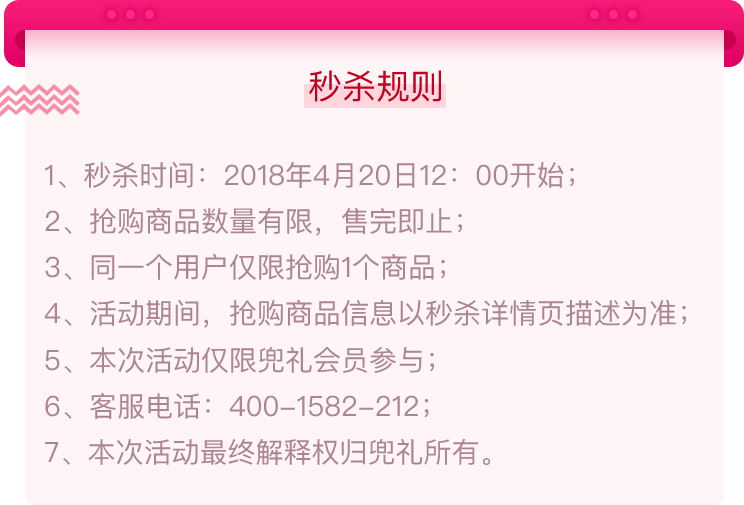 秒杀规则
1、秒杀时间：2018年4月20日12：00开始；
2、抢购商品数量有限，售完即止；
3、同一个用户仅限抢购1个商品；
4、活动期间，抢购商品信息以秒杀详情页描述为准；
5、本次活动仅限兜礼会员参与；
6、客服电话：400-1582-212；
7、本次活动最终解释权归兜礼所有。